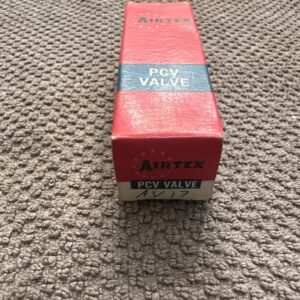 AIRTEX
PCV
VALVE
AIRTEX
PCV VALVE
AV 17